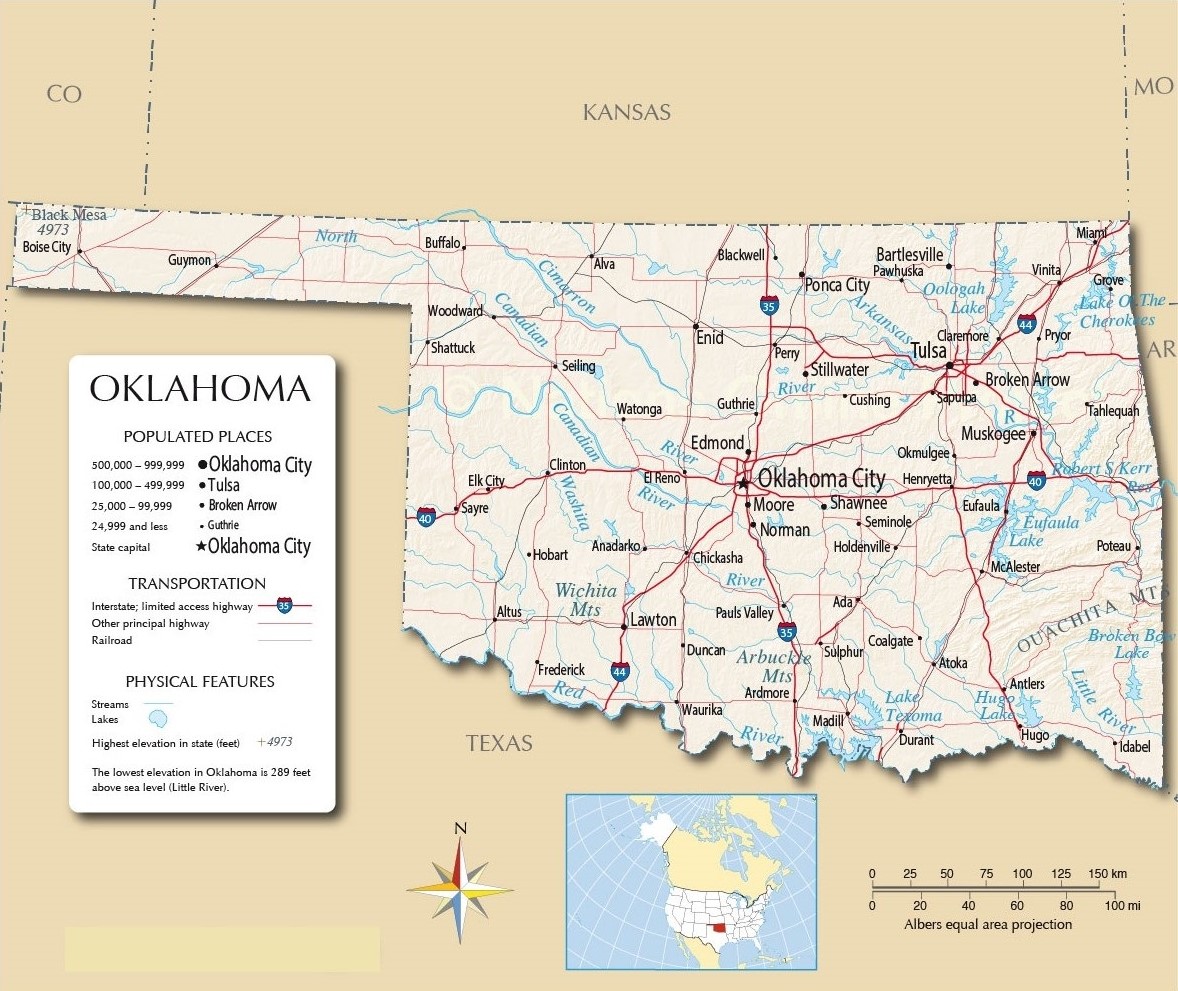 CO
KANSAS
MO
Black Mesa
4973
Boise City
Guymon
North
Buffalo
Cimarron
Alva
Blackwell
Ponca City
Bartlesville
Pawhuska
Oologah
Lake
Miami
Vinita
Grove
Lake O. The
Cherokees
Woodward
Canadian
Shattuck
Enid
35
Arkansas
44
Claremore
Pryor
AR
Seiling
Perry
Stillwater
River
Tulsa
Broken Arrow
Sapulpa
Cushing
Tahlequah
Watonga
Guthrie
Canadian
River
Edmond
R
Muskogee
Okmulgee
Robert S Kerr
Res
Clinton
El Reno
River
Oklahoma City
Henryetta
40
Elk City
Sayre
40
Washita
Moore
Shawnee
Norman
Seminole
Holdenville
Eufaula
Eufaula
Lake
Hobart
Anadarko
Chickasha
McAlester
Poteau
Wichita
Mts
River
Altus
Lawton
Pauls Valley
Ada
35
OUACHITA MTS
Duncan
Arbuckle
Mts
Sulphur
Coalgate
Atoka
Broken Bow
Lake
Frederick
44
Red
Waurika
Ardmore
Madill
Lake
Texoma
Antlers
Hugo
Lake
Little River
River
Durant
Hugo
Idabel
TEXAS
OKLAHOMA
POPULATED PLACES
500,000 – 999,999 Oklahoma City
100,000 – 499,999 Tulsa
25,000 – 99,999 Broken Arrow
24,999 and less Guthrie
State capital Oklahoma City
TRANSPORTATION
Interstate; limited access highway 35
Other principal highway
Railroad
PHYSICAL FEATURES
Streams
Lakes
Highest elevation in state (feet) +4973
The lowest elevation in Oklahoma is 289 feet
above sea level (Little River).
N
0 25 50 75 100 125 150 km
0 20 40 60 80 100 mi
Albers equal area projection